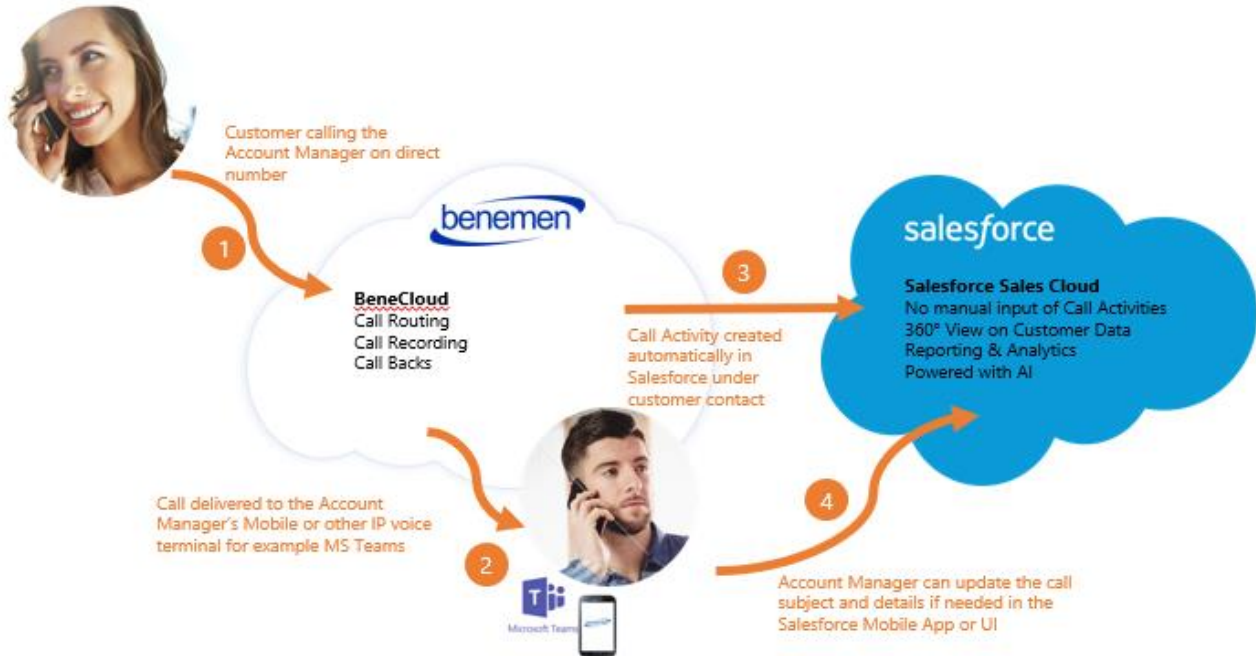 Customer calling the
Account Manager on direct
number
1
benemen
BeneCloud
Call Routing
Call Recording
Call Backs
3
Call Activity created
automatically in
Salesforce under
customer contact
salesforce
Salesforce Sales Cloud
No manual input of Call Activities
360° View on Customer Data
Reporting & Analytics
Powered with AI
Call delivered to the Account
Manager's Mobile or other IP voice
terminal for example MS Teams
2
T
Microsoft Teams
4
Account Manager can update the call
subject and details if needed in the
Salesforce Mobile App or UI